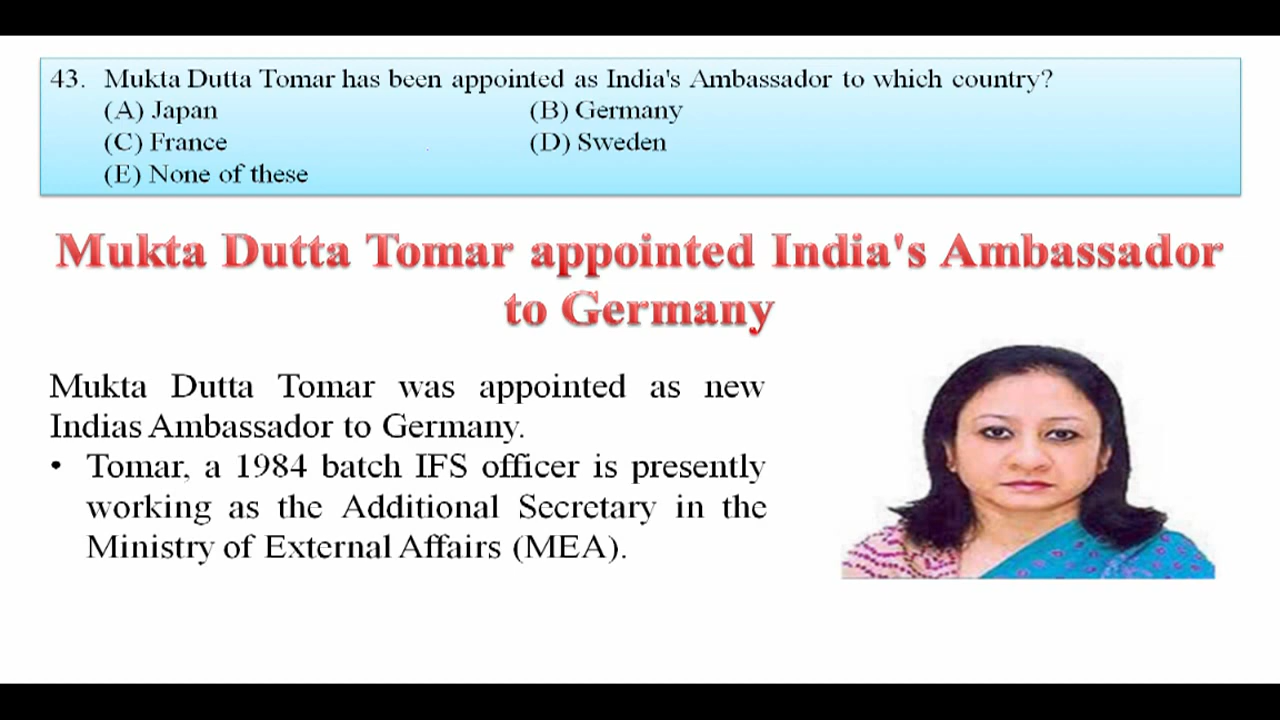 43. Mukta Dutta Tomar has been appointed as India's Ambassador to which country?
(A) Japan (B) Germany
(C) France (D) Sweden
(E) None of these
Mukta Dutta Tomar appointed India's Ambassador
to Germany
Mukta Dutta Tomar was appointed as new
Indias Ambassador to Germany.
• Tomar, a 1984 batch IFS officer is presently
working as the Additional Secretary in the
Ministry of External Affairs (MEA).